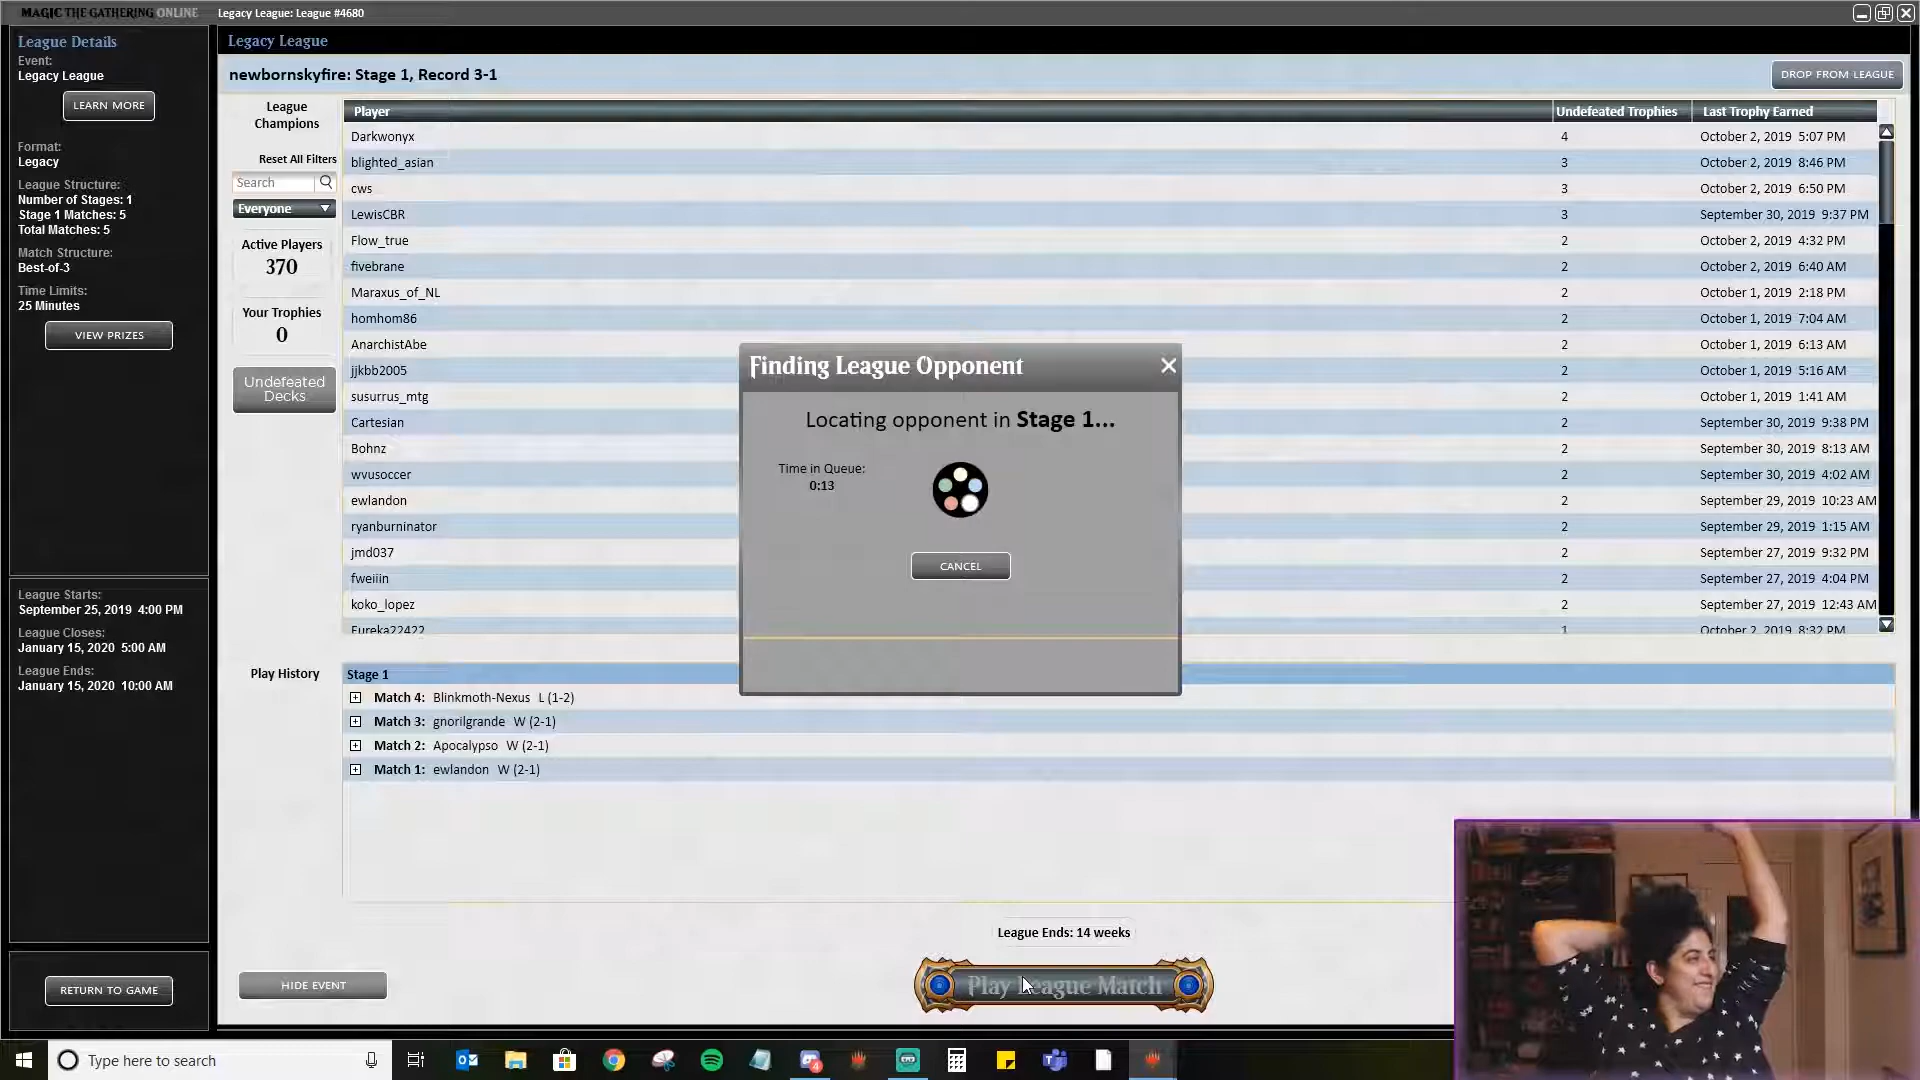 MAGIC THE GATHERING ONLINE
Legacy League: League #4680
League Details
Event:
Legacy League
LEARN MORE
Format:
Legacy
League Structure:
Number of Stages: 1
Stage 1 Matches: 5
Total Matches: 5
Match Structure:
Best-of-3
Time Limits:
25 Minutes
VIEW PRIZES
League Starts:
September 25, 2019 4:00 PM
League Closes:
January 15, 2020 5:00 AM
League Ends:
January 15, 2020 10:00 AM
RETURN TO GAME
Legacy League
newbornskyfire: Stage 1, Record 3-1
DROP FROM LEAGUE
League
Champions
Reset All Filters
Search
Everyone
Active Players
370
Your Trophies
0
Undefeated
Decks
Player Undefeated Trophies Last Trophy Earned
Darkwonyx 4 October 2, 2019 5:07 PM
blighted_asian 3 October 2, 2019 8:46 PM
cws 3 October 2, 2019 6:50 PM
LewisCBR 3 September 30, 2019 9:37 PM
Flow_true 2 October 2, 2019 4:32 PM
fivebrane 2 October 2, 2019 6:40 AM
Maraxus_of_NL 2 October 1, 2019 2:18 PM
homhom86 2 October 1, 2019 7:04 AM
AnarchistAbe 2 October 1, 2019 6:13 AM
jjkbb2005 2 October 1, 2019 5:16 AM
susurrus_mtg 2 October 1, 2019 1:41 AM
Cartesian 2 September 30, 2019 9:38 PM
Bohnz 2 September 30, 2019 8:13 AM
wvusoccer 2 September 30, 2019 4:02 AM
ewlandon 2 September 29, 2019 10:23 AM
ryanburninator 2 September 29, 2019 1:15 AM
jmd037 2 September 27, 2019 9:32 PM
fweiiin 2 September 27, 2019 4:04 PM
koko_lopez 2 September 27, 2019 12:43 AM
Eureka22422 1 October 2, 2019 8:32 PM
Finding League Opponent
Locating opponent in Stage 1...
Time in Queue:
0:13
CANCEL
Play History
Stage 1
Match 4: Blinkmoth-Nexus L (1-2)
Match 3: gnorilgrande W (2-1)
Match 2: Apocalypso W (2-1)
Match 1: ewlandon W (2-1)
League Ends: 14 weeks
HIDE EVENT
Play League Match
Type here to search
4